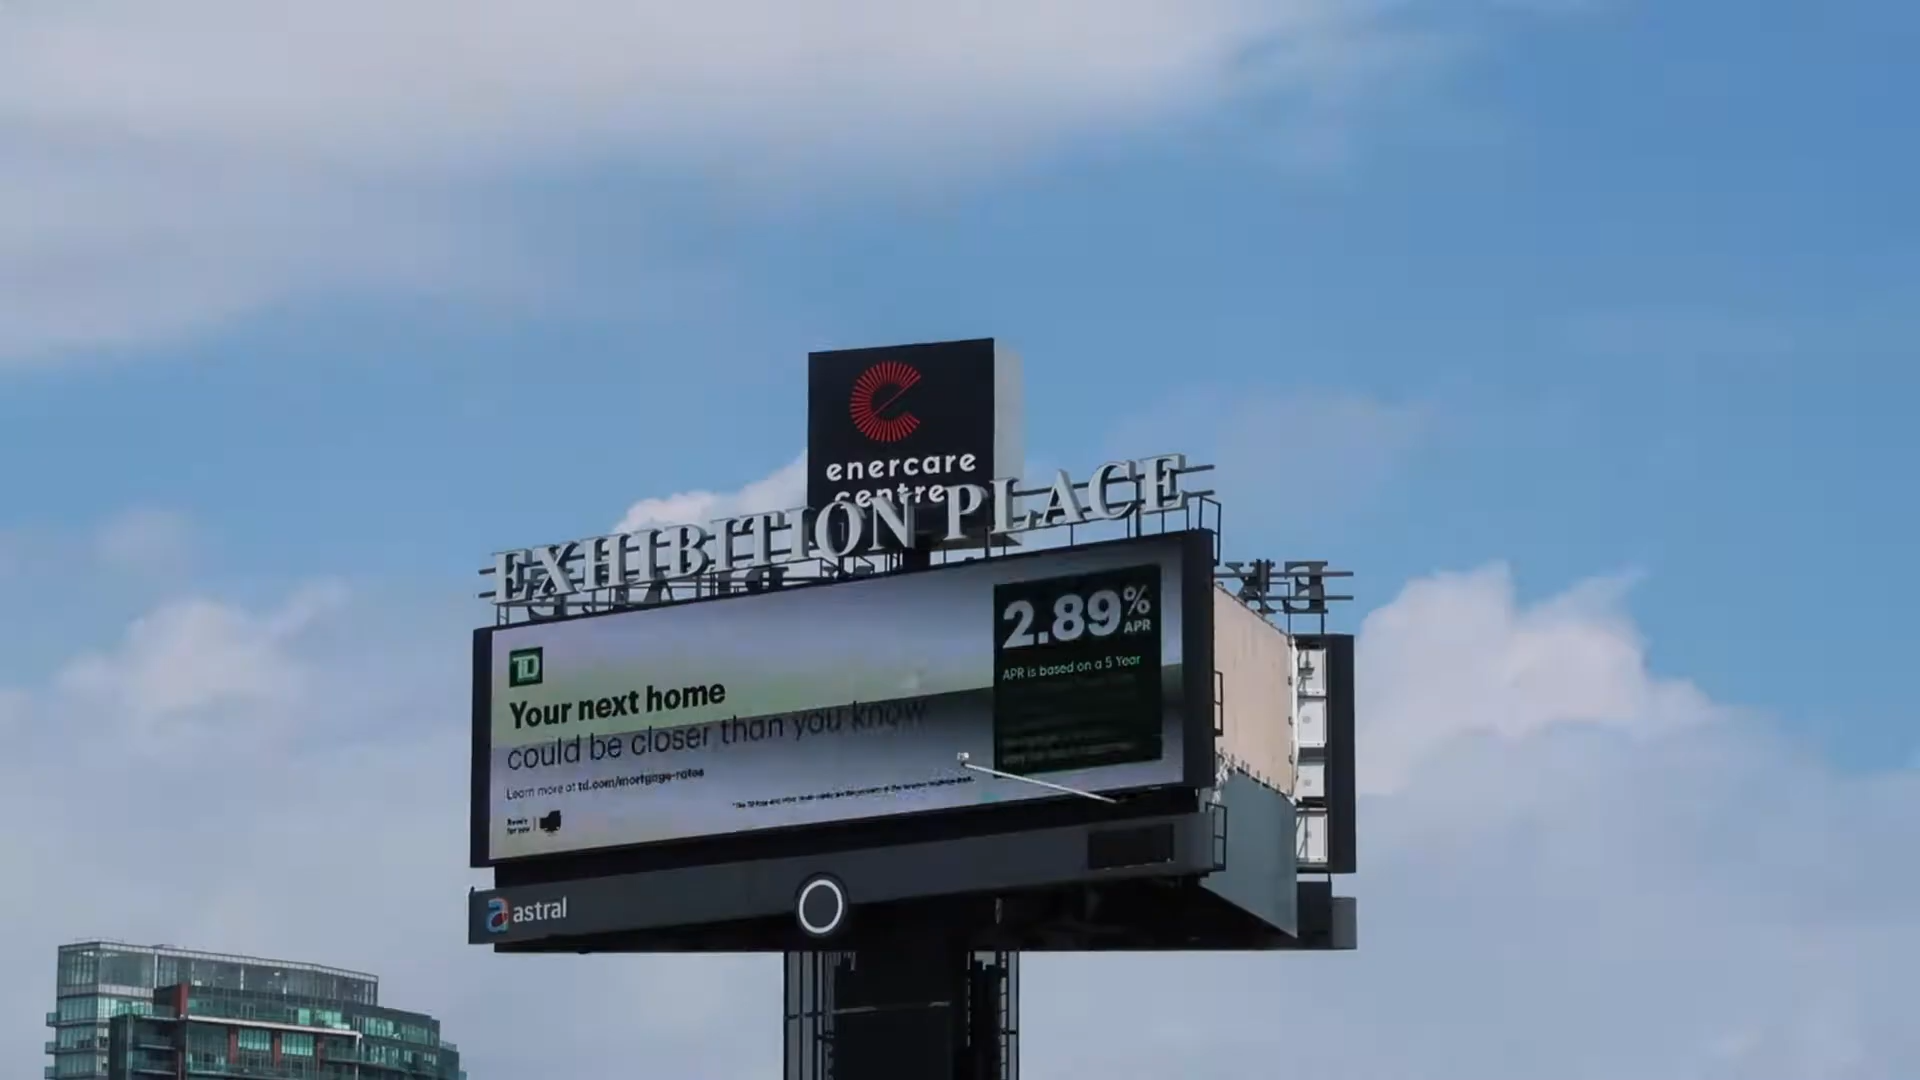 enercare
centre
EXHIBITION PLACE
TD
Your next home
could be closer than you know
Learn more at td.com/mortgage-rates
2.89%
APR
APR is based on a 5 Year
astral